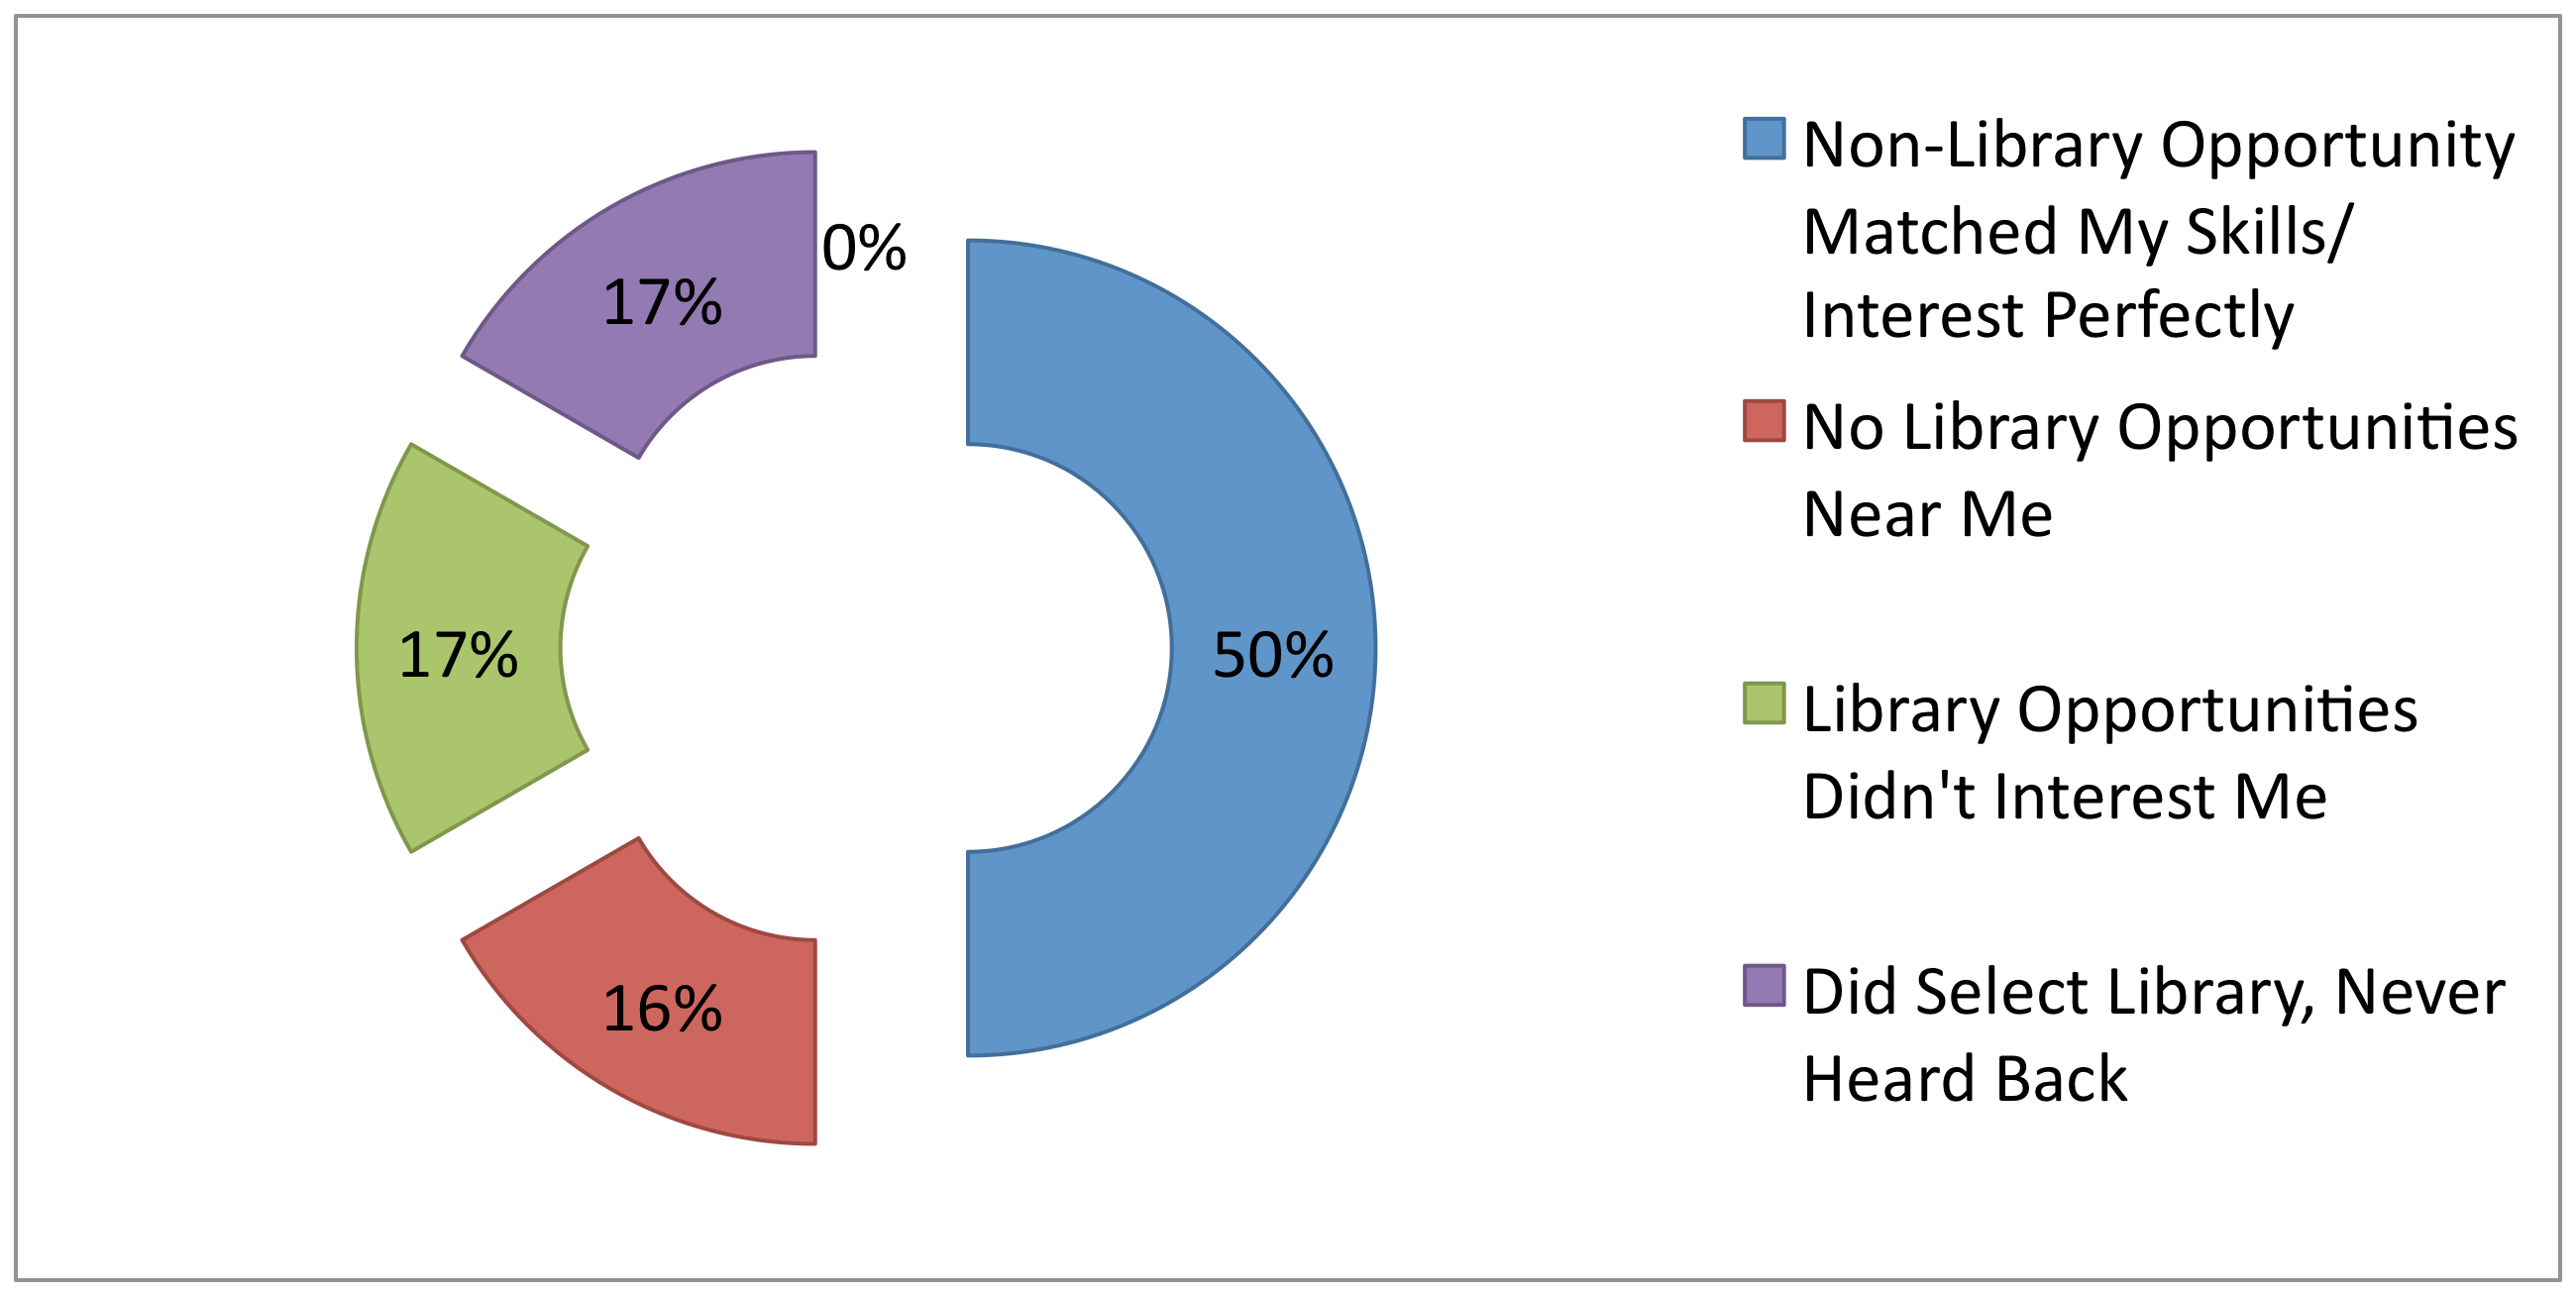 0%
17%
17%
50%
16%
Non-Library Opportunity
Matched My Skills/
Interest Perfectly
No Library Opportunities
Near Me
Library Opportunities
Didn't Interest Me
Did Select Library, Never
Heard Back